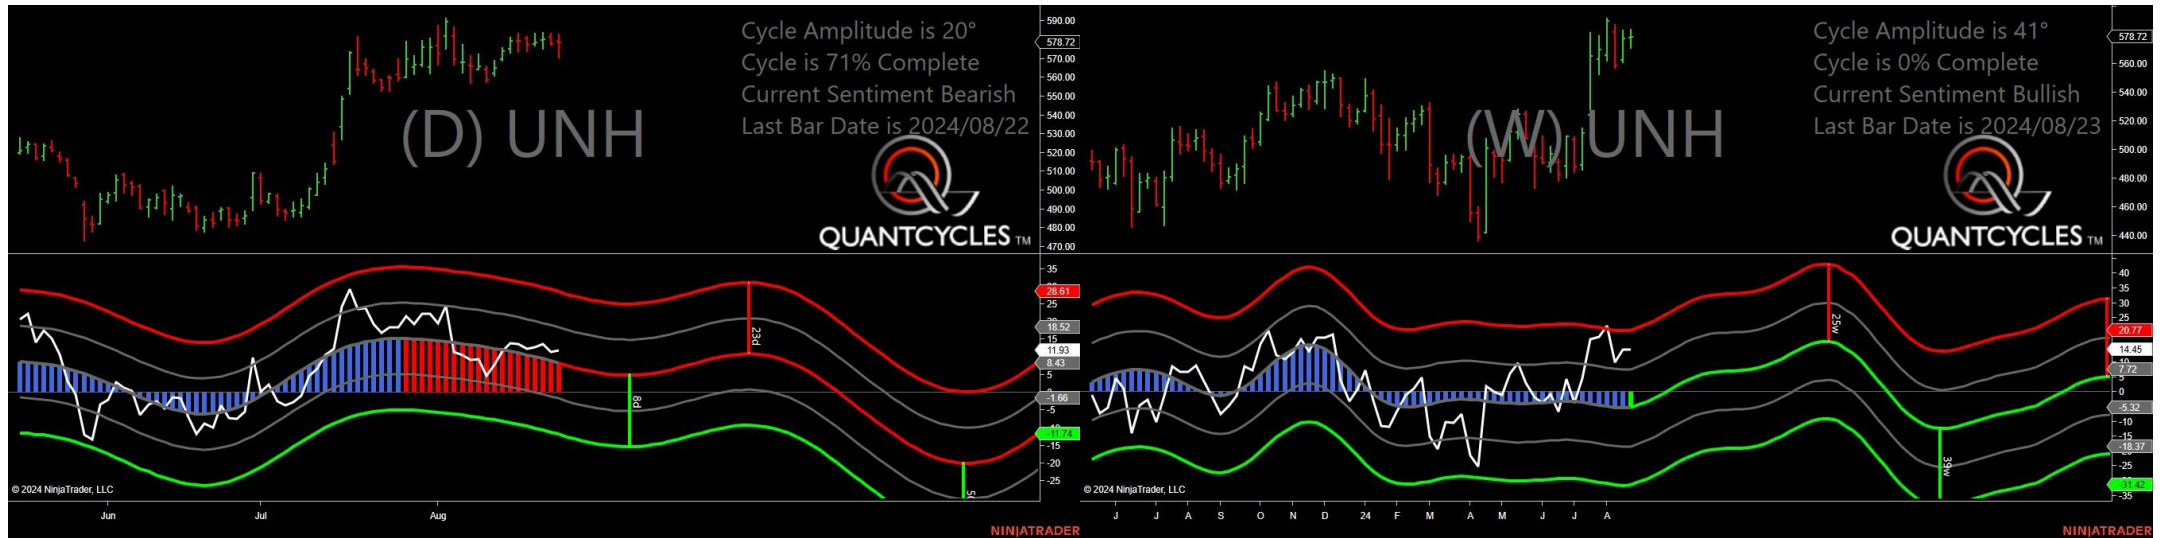 Cycle Amplitude is 20°
Cycle is 71% Complete
Current Sentiment Bearish
Last Bar Date is 2024/08/22
(D) UNH
QUANTCYCLES TM
590.00
578.72
570.00
560.00
550.00
540.00
530.00
520.00
510.00
500.00
490.00
480.00
470.00
35
28.61
25
18.52
15
11.93
8.43
5
0
-1.66
-5
-11.74
-15
-20
-25
23d
8d
© 2024 NinjaTrader, LLC
Jun Jul Aug
NINJATRADER
Cycle Amplitude is 41°
Cycle is 0% Complete
Current Sentiment Bullish
Last Bar Date is 2024/08/23
(W) UNH
QUANTCYCLES TM
578.72
560.00
540.00
520.00
500.00
480.00
460.00
440.00
40
35
30
25
20.77
14.45
7.72
5
0
-5.32
-10
-15
-18.37
-25
-31.42
-35
25w
39w
© 2024 NinjaTrader, LLC
J J A S O N D 24 F M A M J J A
NINJATRADER